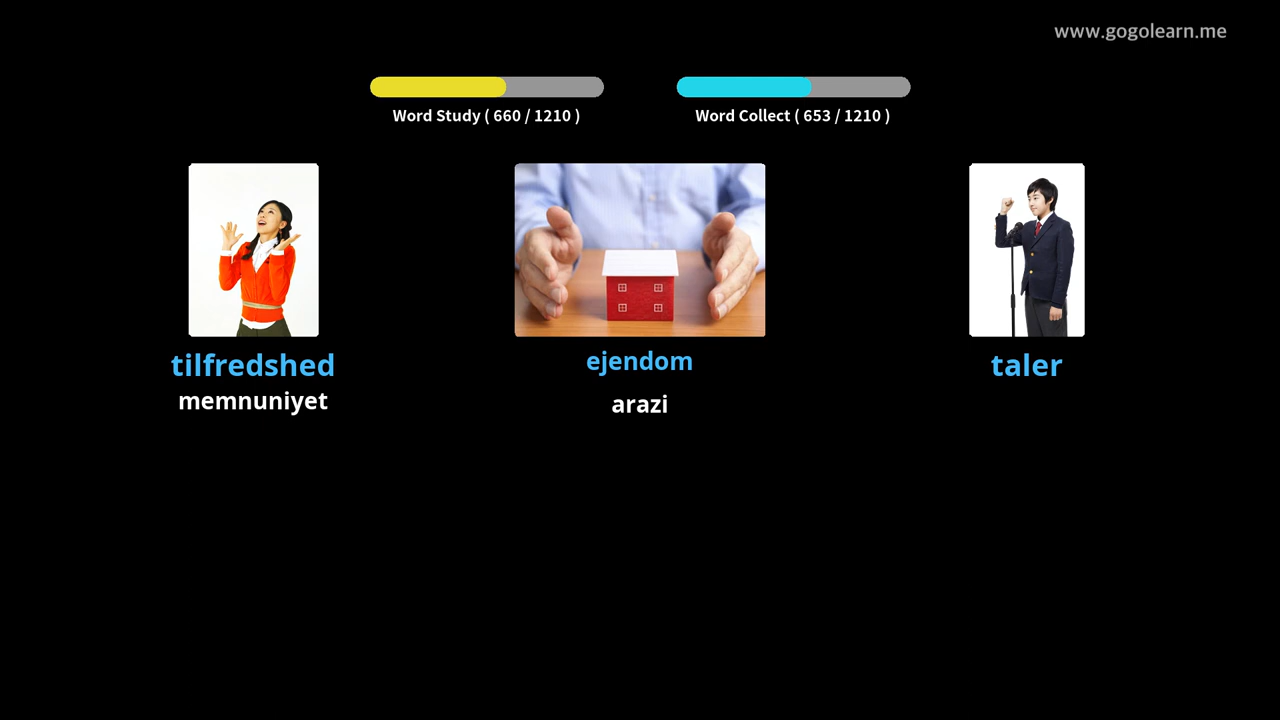 www.gogolearn.me
Word Study ( 660 / 1210 )
Word Collect ( 653 / 1210 )
tilfredshed
memnuniyet
ejendom
arazi
taler